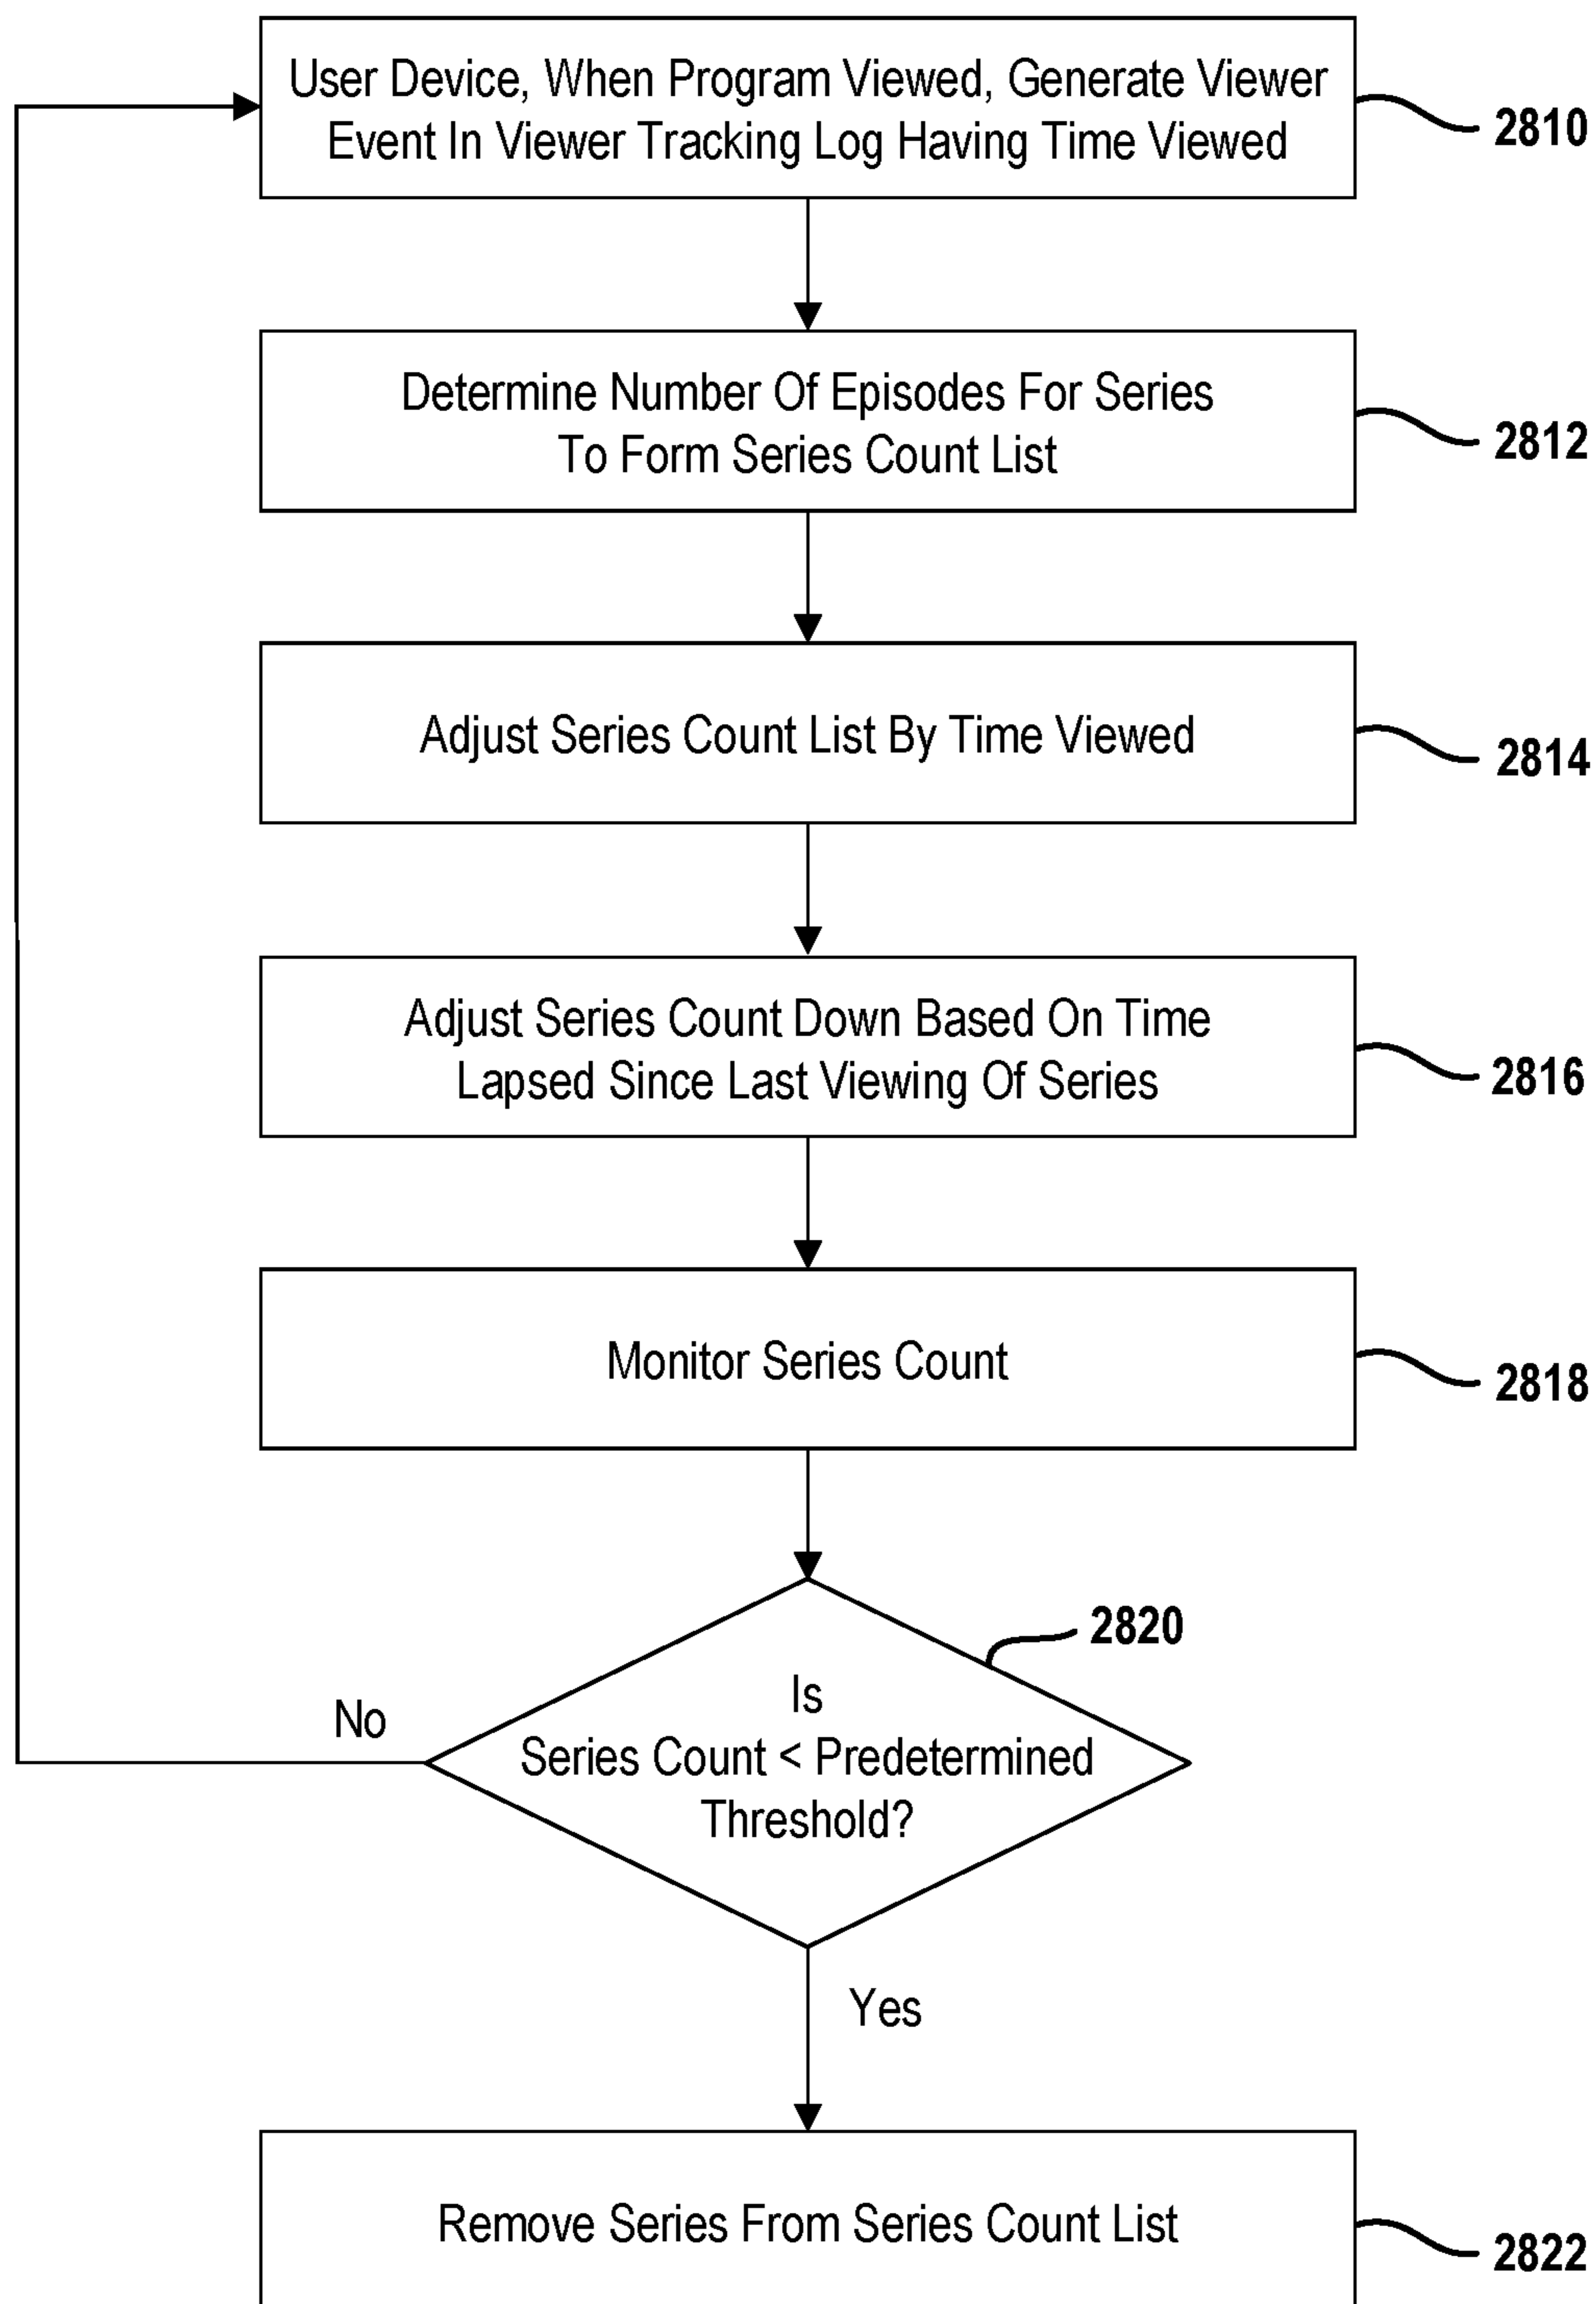 User Device, When Program Viewed, Generate Viewer
Event In Viewer Tracking Log Having Time Viewed
2810
Determine Number Of Episodes For Series
To Form Series Count List
2812
Adjust Series Count List By Time Viewed
2814
Adjust Series Count Down Based On Time
Lapsed Since Last Viewing Of Series
2816
Monitor Series Count
2818
2820
Is
Series Count < Predetermined
Threshold?
No
Yes
Remove Series From Series Count List
2822